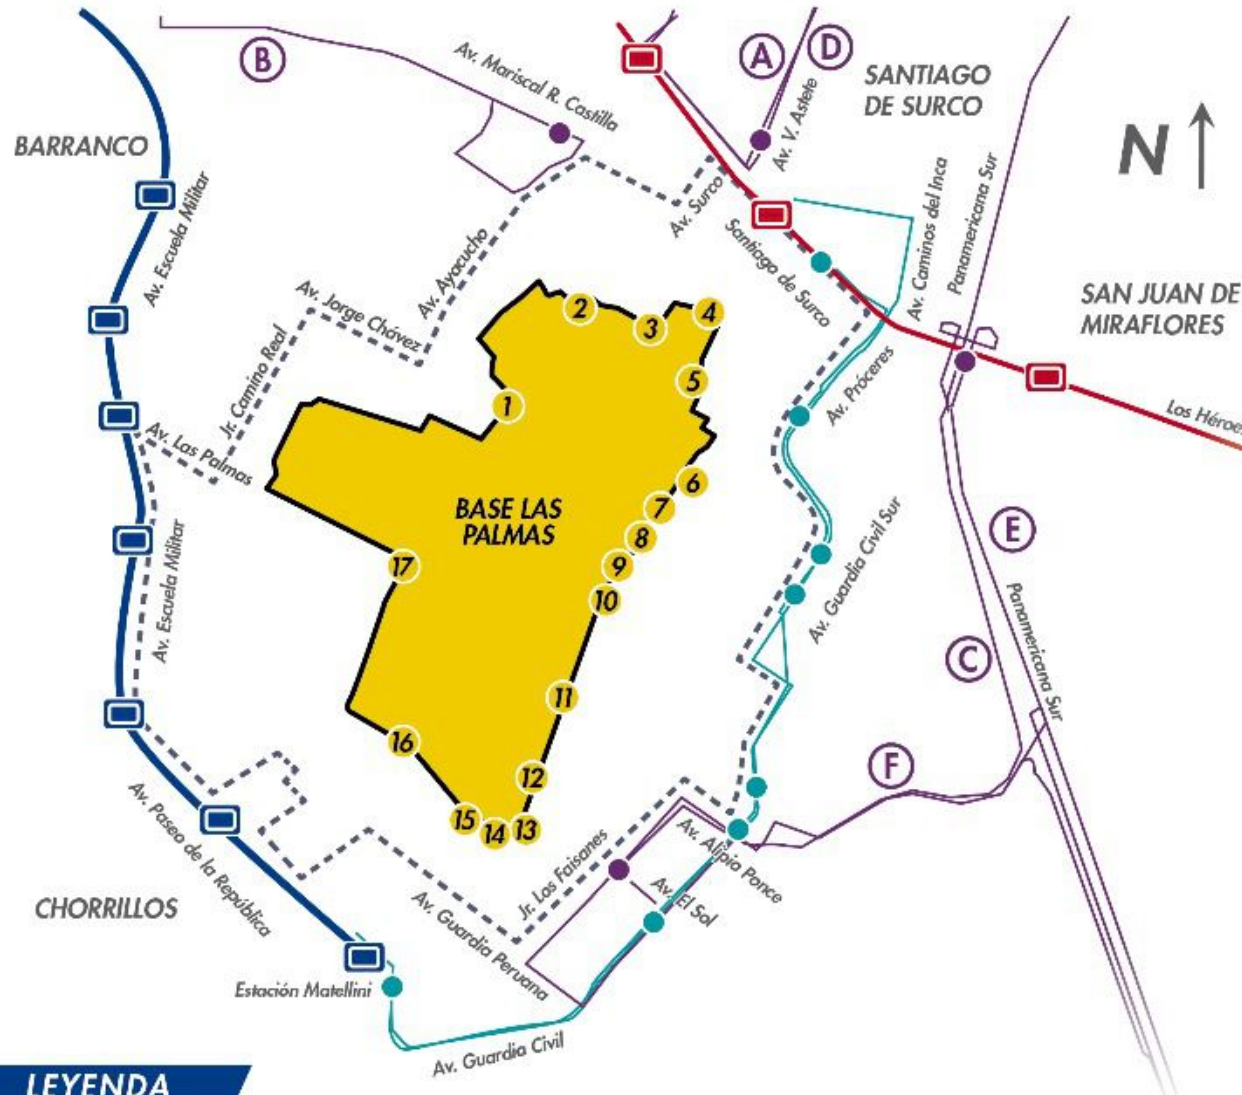 B
Av. Mariscal R. Castilla
A
D
Av. V. Astete
SANTIAGO
DE SURCO
N
BARRANCO
Av. Escuela Militar
Av. Surco
Santiago de Surco
Av. Caminos del Inca
Panamericana Sur
SAN JUAN DE
MIRAFLORES
Av. Ayacucho
Av. Jorge Chávez
Jr. Camino Real
Av. Las Palmas
2
3
4
5
1
Av. Próceres
Los Héroes
BASE LAS
PALMAS
6
7
8
9
10
17
Av. Escuela Militar
Av. Guardia Civil Sur
E
Panamericana Sur
C
11
16
12
15
14
13
F
Av. Paseo de la República
CHORRILLOS
Jr. Los Faisanes
Av. Alipia Ponce
Av. El Sol
Av. Guardia Peruana
Estación Matellini
Av. Guardia Civil
LEYENDA